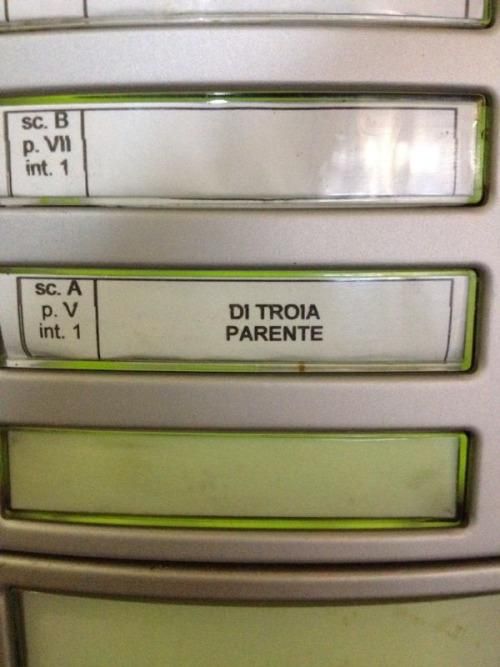 sc. B
p. VII
int. 1
sc. A
p. V
int. 1
DI TROIA
PARENTE